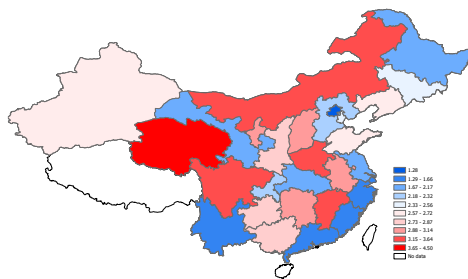 1.28
1.29 - 1.66
1.67 - 2.17
2.18 - 2.32
2.33 - 2.56
2.57 - 2.72
2.73 - 2.87
2.88 - 3.14
3.15 - 3.64
3.65 - 4.50
No data